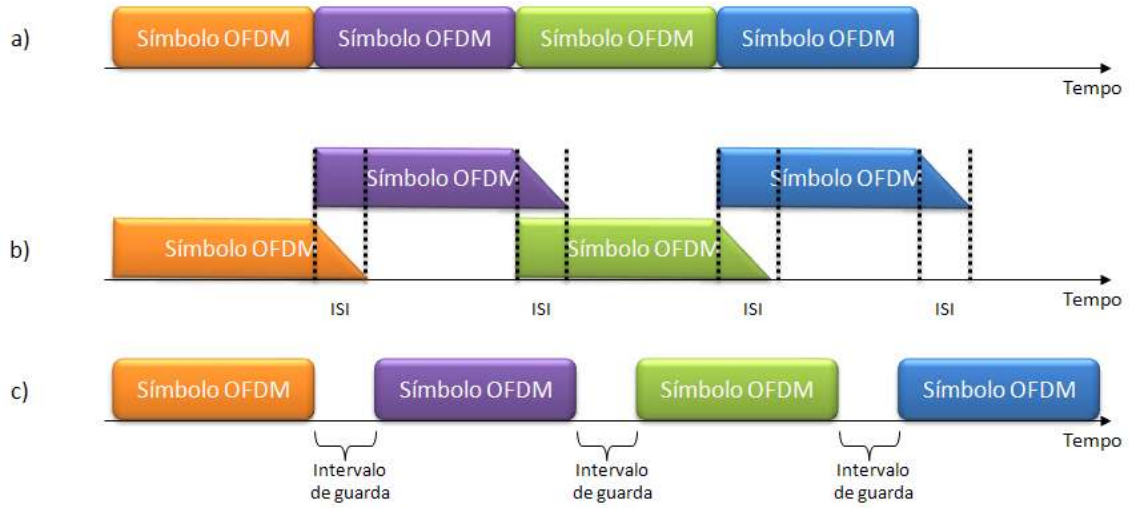 a)
Símbolo OFDM Símbolo OFDM Símbolo OFDM Símbolo OFDM
Tempo
Símbolo OFDM Símbolo OFDM
b)
Símbolo OFDM Símbolo OFDM
Tempo
ISI ISI ISI ISI
c)
Símbolo OFDM Símbolo OFDM Símbolo OFDM Símbolo OFDM
Tempo
Intervalo de guarda
Intervalo de guarda
Intervalo de guarda